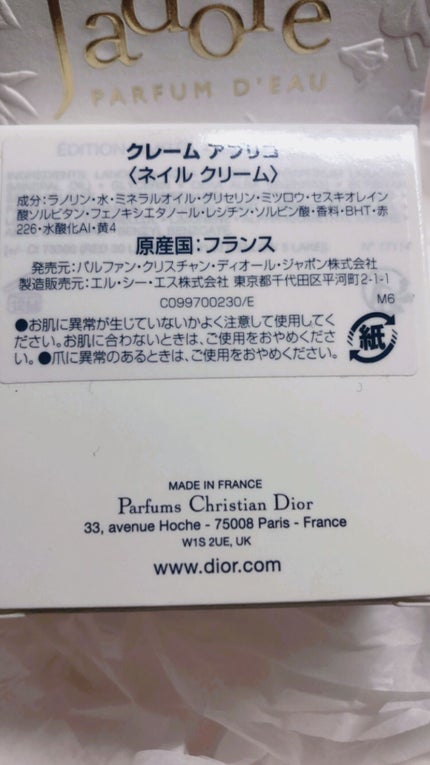 J'adore
PARFUM D'EAU
クレーム アプリコ
〈ネイル クリーム〉
成分：ラノリン・水・ミネラルオイル・グリセリン・ミツロウ・セスキオレイン
酸ソルビタン・フェノキシエタノール・レシチン・ソルビン酸・香料・BHT・赤
226・水酸化Al・黄4
原産国：フランス
発売元：パルファン・クリスチャン・ディオール・ジャポン株式会社
製造販売元：エル・シー・エス株式会社 東京都千代田区平河町2-1-1
C099700230/E M6
●お肌に異常が生じていないかよく注意して使用してく
ださい。お肌に合わないときは、ご使用をおやめくださ
い。●爪に異常のあるときは、ご使用をおやめください。
紙
MADE IN FRANCE
Parfums Christian Dior
33, avenue Hoche - 75008 Paris - France
W1S 2UE, UK
www.dior.com